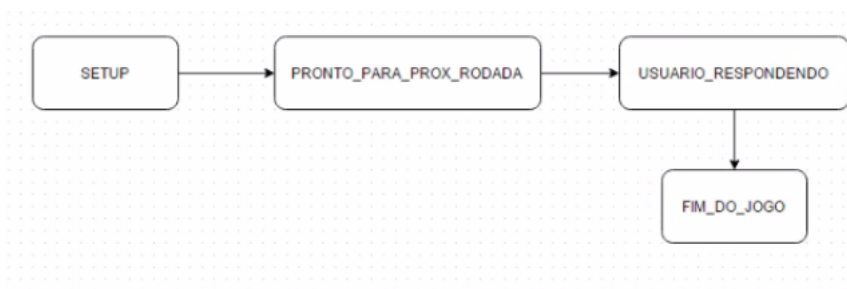 SETUP
PRONTO_PARA_PROX_RODADA
USUARIO_RESPONDENDO
FIM_DO_JOGO